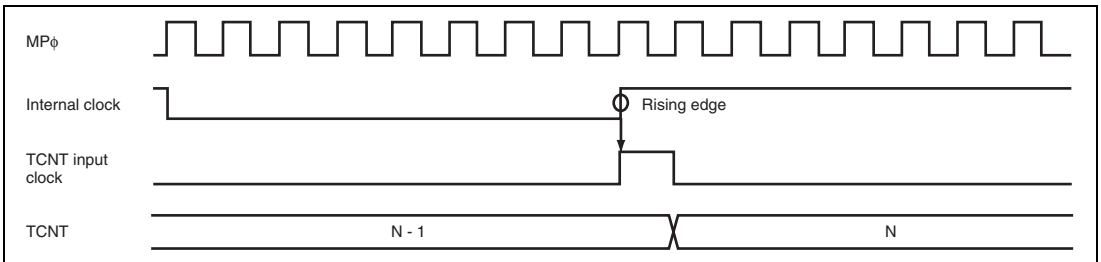 MPϕ
Internal clock
Rising edge
TCNT input
clock
TCNT
N - 1
N